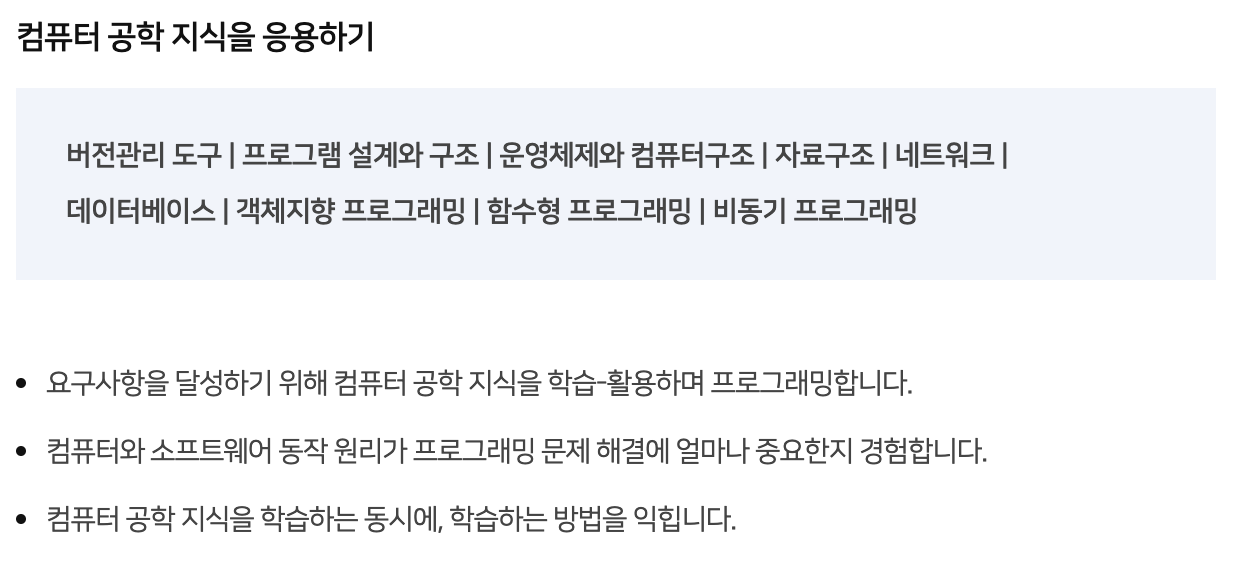 컴퓨터 공학 지식을 응용하기
버전관리 도구 | 프로그램 설계와 구조 | 운영체제와 컴퓨터구조 | 자료구조 | 네트워크 |
데이터베이스 | 객체지향 프로그래밍 | 함수형 프로그래밍 | 비동기 프로그래밍
• 요구사항을 달성하기 위해 컴퓨터 공학 지식을 학습-활용하며 프로그래밍합니다.
• 컴퓨터와 소프트웨어 동작 원리가 프로그래밍 문제 해결에 얼마나 중요한지 경험합니다.
• 컴퓨터 공학 지식을 학습하는 동시에, 학습하는 방법을 익힙니다.